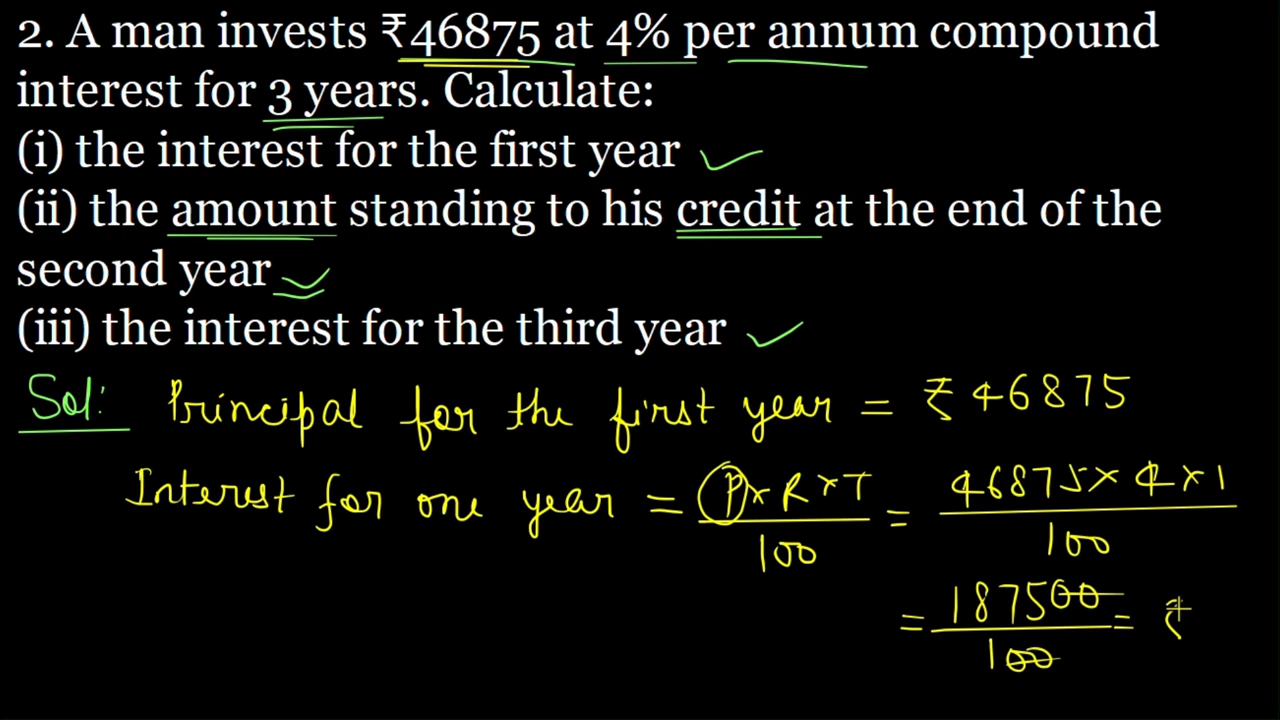 2. A man invests ₹46875 at 4% per annum compound
interest for 3 years. Calculate:
(i) the interest for the first year
(ii) the amount standing to his credit at the end of the
second year
(iii) the interest for the third year
Sol: Principal for the first year = ₹46875
Interest for one year = P×R×T/100 = 46875×4×1/100
= 187500/100 = ₹